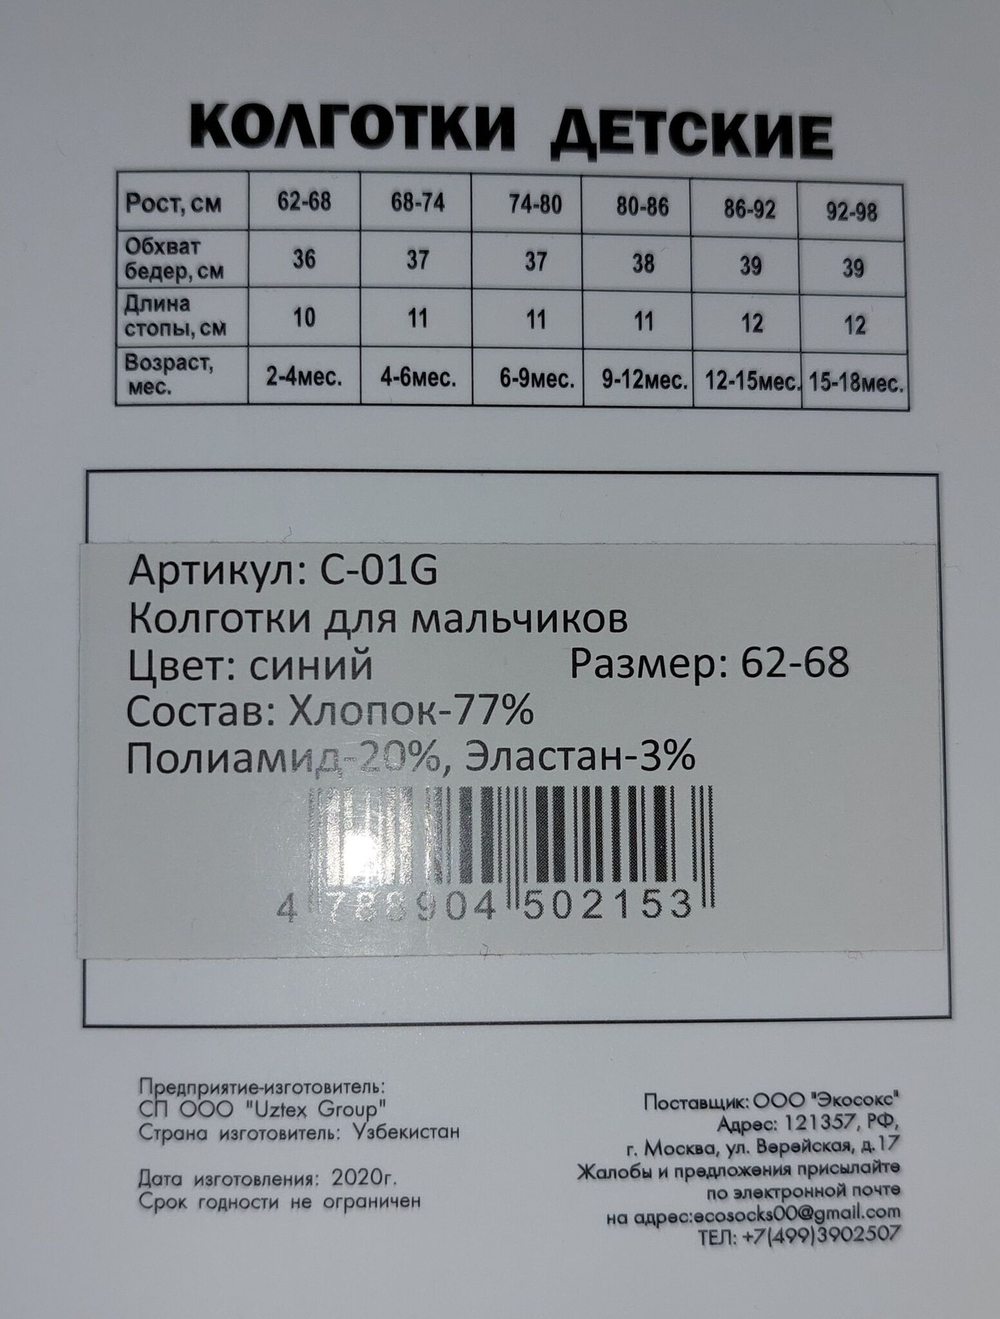 КОЛГОТКИ ДЕТСКИЕ
Рост, см 62-68 68-74 74-80 80-86 86-92 92-98
Обхват бедер, см 36 37 37 38 39 39
Длина стопы, см 10 11 11 11 12 12
Возраст, мес. 2-4мес. 4-6мес. 6-9мес. 9-12мес. 12-15мес. 15-18мес.
Артикул: C-01G
Колготки для мальчиков
Цвет: синий Размер: 62-68
Состав: Хлопок-77%
Полиамид-20%, Эластан-3%
4 788904 502153
Предприятие-изготовитель:
СП ООО "Uztex Group"
Страна изготовитель: Узбекистан
Дата изготовления: 2020г.
Срок годности не ограничен
Поставщик: ООО "Экосокс"
Адрес: 121357, РФ,
г. Москва, ул. Верейская, д.17
Жалобы и предложения присылайте
по электронной почте
на адрес:ecosocks00@gmail.com
ТЕЛ: +7(499)3902507